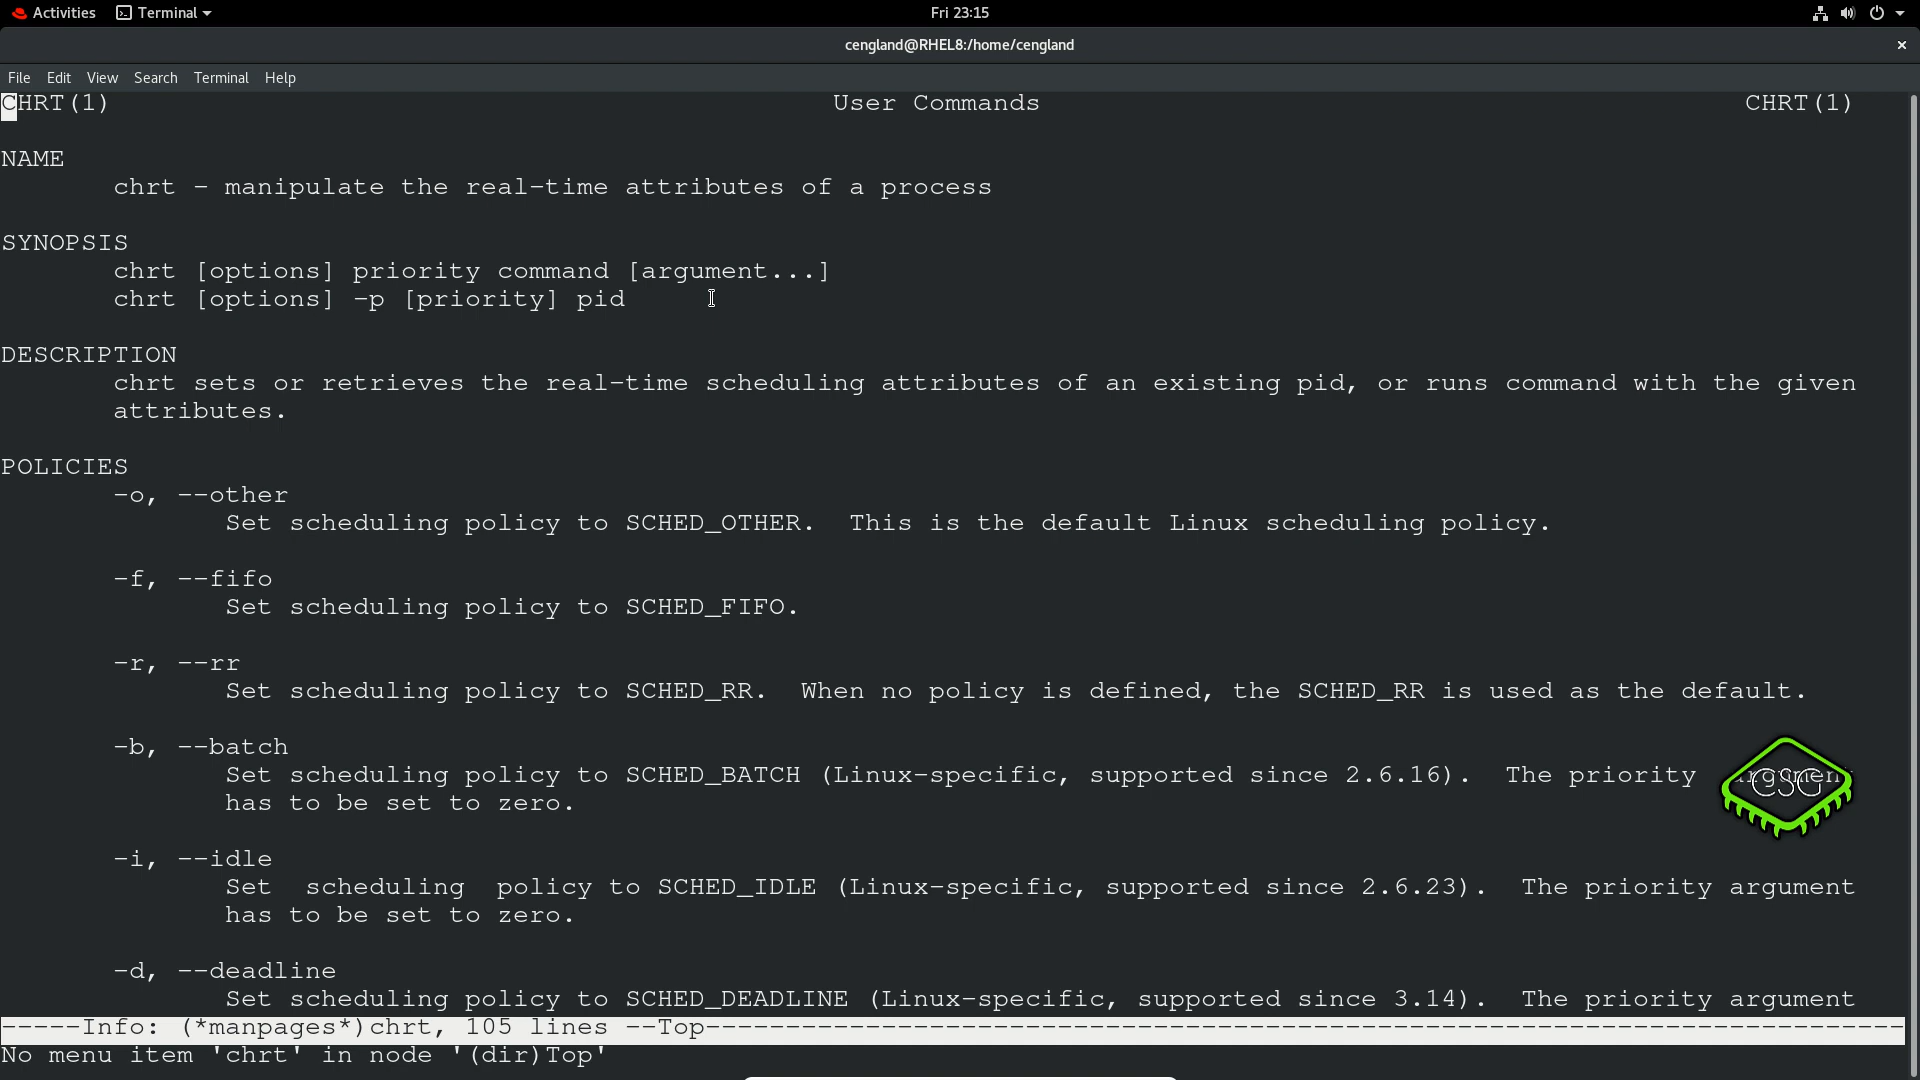 Activities Terminal Fri 23:15
cengland@RHEL8:/home/cengland ×
File Edit View Search Terminal Help
CHRT(1) User Commands CHRT(1)
NAME
chrt - manipulate the real-time attributes of a process
SYNOPSIS
chrt [options] priority command [argument...]
chrt [options] -p [priority] pid
DESCRIPTION
chrt sets or retrieves the real-time scheduling attributes of an existing pid, or runs command with the given
attributes.
POLICIES
-o, --other
Set scheduling policy to SCHED_OTHER. This is the default Linux scheduling policy.
-f, --fifo
Set scheduling policy to SCHED_FIFO.
-r, --rr
Set scheduling policy to SCHED_RR. When no policy is defined, the SCHED_RR is used as the default.
-b, --batch
Set scheduling policy to SCHED_BATCH (Linux-specific, supported since 2.6.16). The priority argument
CSG
has to be set to zero.
-i, --idle
Set scheduling policy to SCHED_IDLE (Linux-specific, supported since 2.6.23). The priority argument
has to be set to zero.
-d, --deadline
Set scheduling policy to SCHED_DEADLINE (Linux-specific, supported since 3.14). The priority argument
-----Info: (*manpages*)chrt, 105 lines --Top---------------------------------------------------------------------------
No menu item 'chrt' in node '(dir)Top'